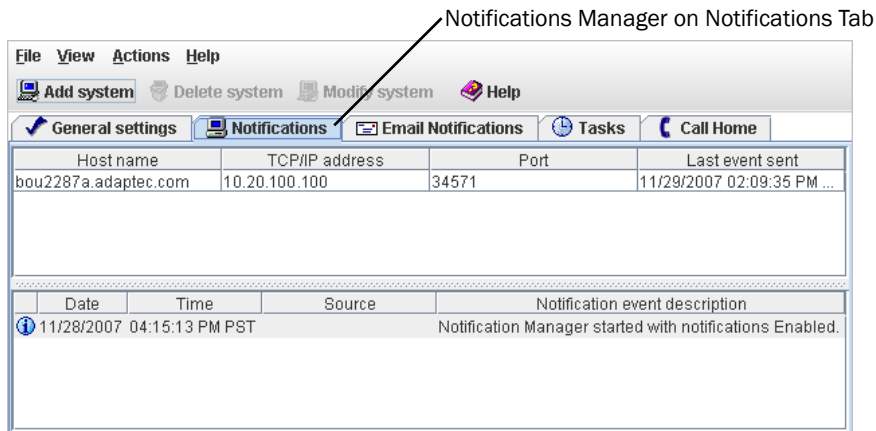 Notifications Manager on Notifications Tab
File View Actions Help
Add system Delete system Modify system Help
General settings Notifications Email Notifications Tasks Call Home
Host name TCP/IP address Port Last event sent
bou2287a.adaptec.com 10.20.100.100 34571 11/29/2007 02:09:35 PM ...
Date Time Source Notification event description
11/28/2007 04:15:13 PM PST Notification Manager started with notifications Enabled.